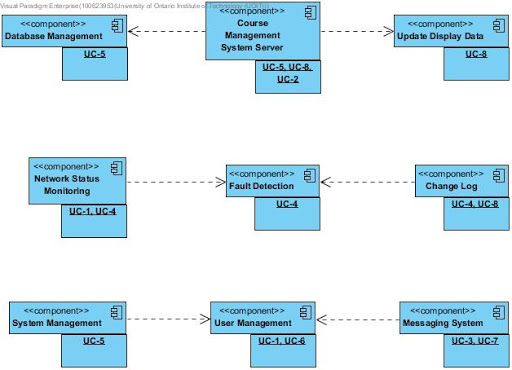 Visual Paradigm Enterprise(100623953(University of Ontario Institute of Technology (UOIT)))
<<component>>
Database Management
UC-5
<<component>>
Course
Management
System Server
UC-5, UC-8,
UC-2
<<component>>
Update Display Data
UC-8
<<component>>
Network Status
Monitoring
UC-1, UC-4
<<component>>
Fault Detection
UC-4
<<component>>
Change Log
UC-4, UC-8
<<component>>
System Management
UC-5
<<component>>
User Management
UC-1, UC-6
<<component>>
Messaging System
UC-3, UC-7